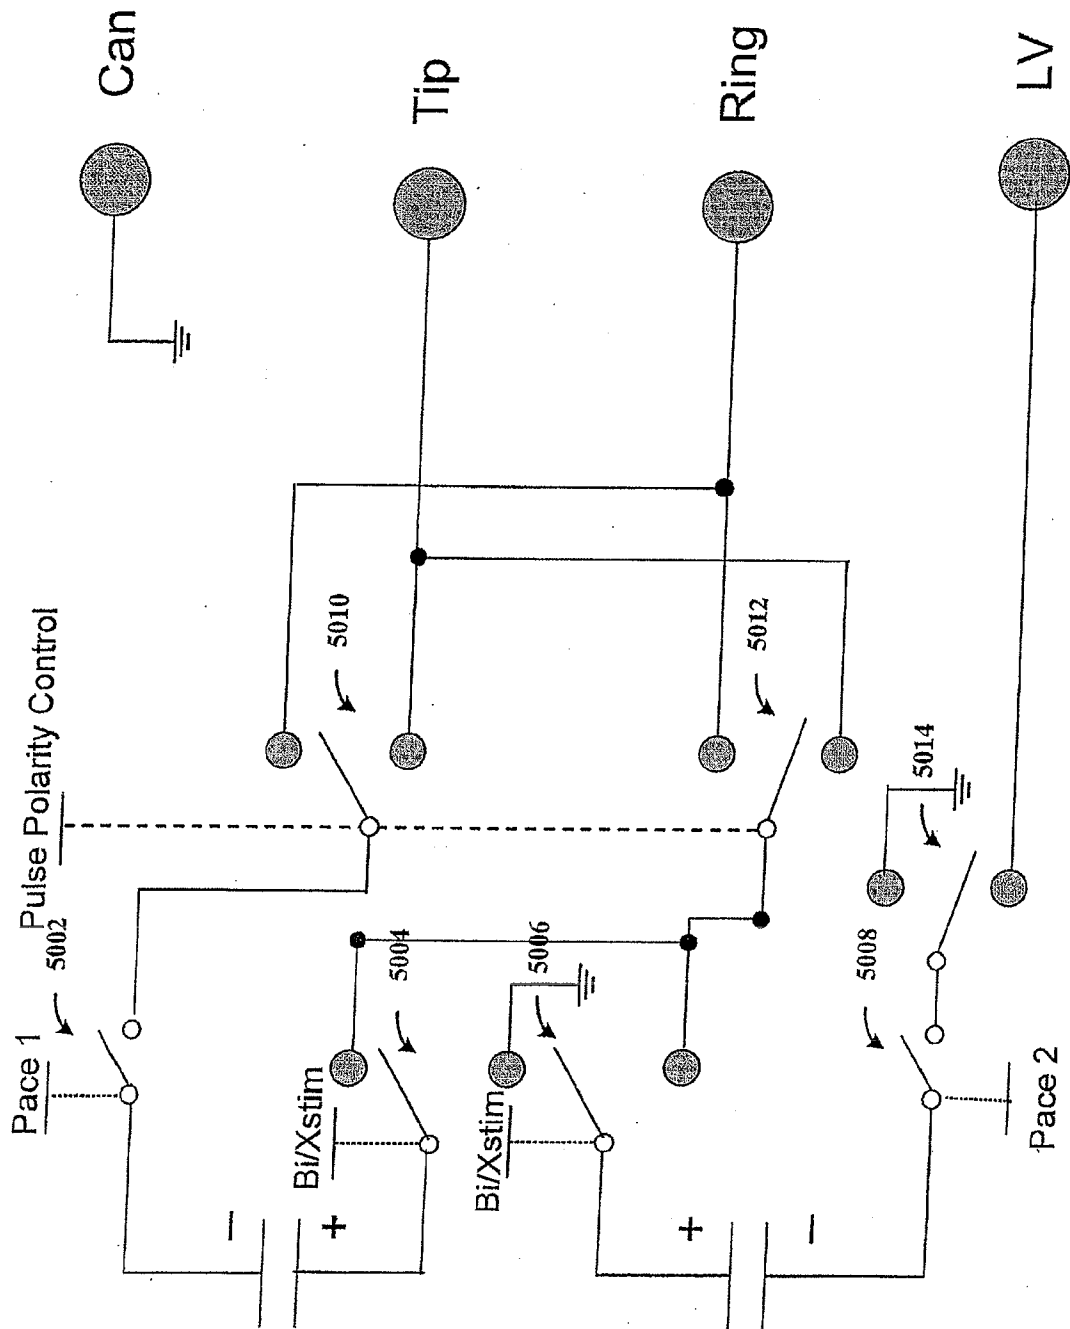 Can
Tip
Ring
LV
Pulse Polarity Control
5010
5012
5014
5002
5004
5006
5008
Pace 1
Bi/Xstim
Bi/Xstim
Pace 2
−
+
+
−